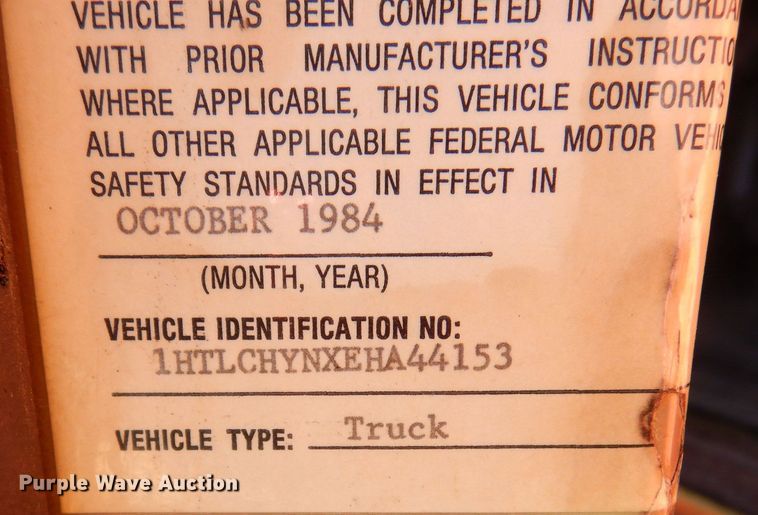 VEHICLE HAS BEEN COMPLETED IN
WITH PRIOR MANUFACTURER'S
WHERE APPLICABLE, THIS VEHICLE CONFORMS
ALL OTHER APPLICABLE FEDERAL MOTOR
SAFETY STANDARDS IN EFFECT IN
OCTOBER 1984
(MONTH, YEAR)
VEHICLE IDENTIFICATION NO:
1HTLCHYNXEHA44153
VEHICLE TYPE: Truck
Purple Wave Auction